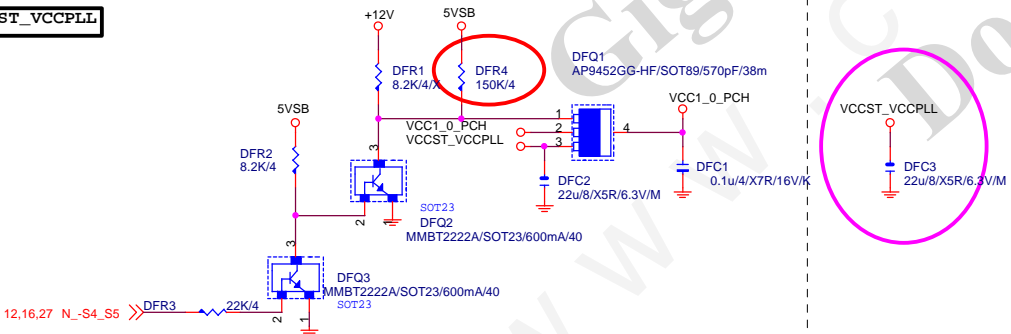 ST_VCCPLL
+12V
5VSB
DFR1
8.2K/4/X
DFR4
150K/4
DFQ1
AP9452GG-HF/SOT89/570pF/38m
VCC1_0_PCH
VCCST_VCCPLL
1
2
3
4
VCC1_0_PCH
DFC1
0.1u/4/X7R/16V/K
DFC2
22u/8/X5R/6.3V/M
VCCST_VCCPLL
DFC3
22u/8/X5R/6.3V/M
5VSB
DFR2
8.2K/4
3
2
1
SOT23
DFQ2
MMBT2222A/SOT23/600mA/40
3
2
1
DFQ3
MMBT2222A/SOT23/600mA/40
SOT23
12,16,27 N_-S4_S5
DFR3
22K/4
Gig
Do
w w w . c